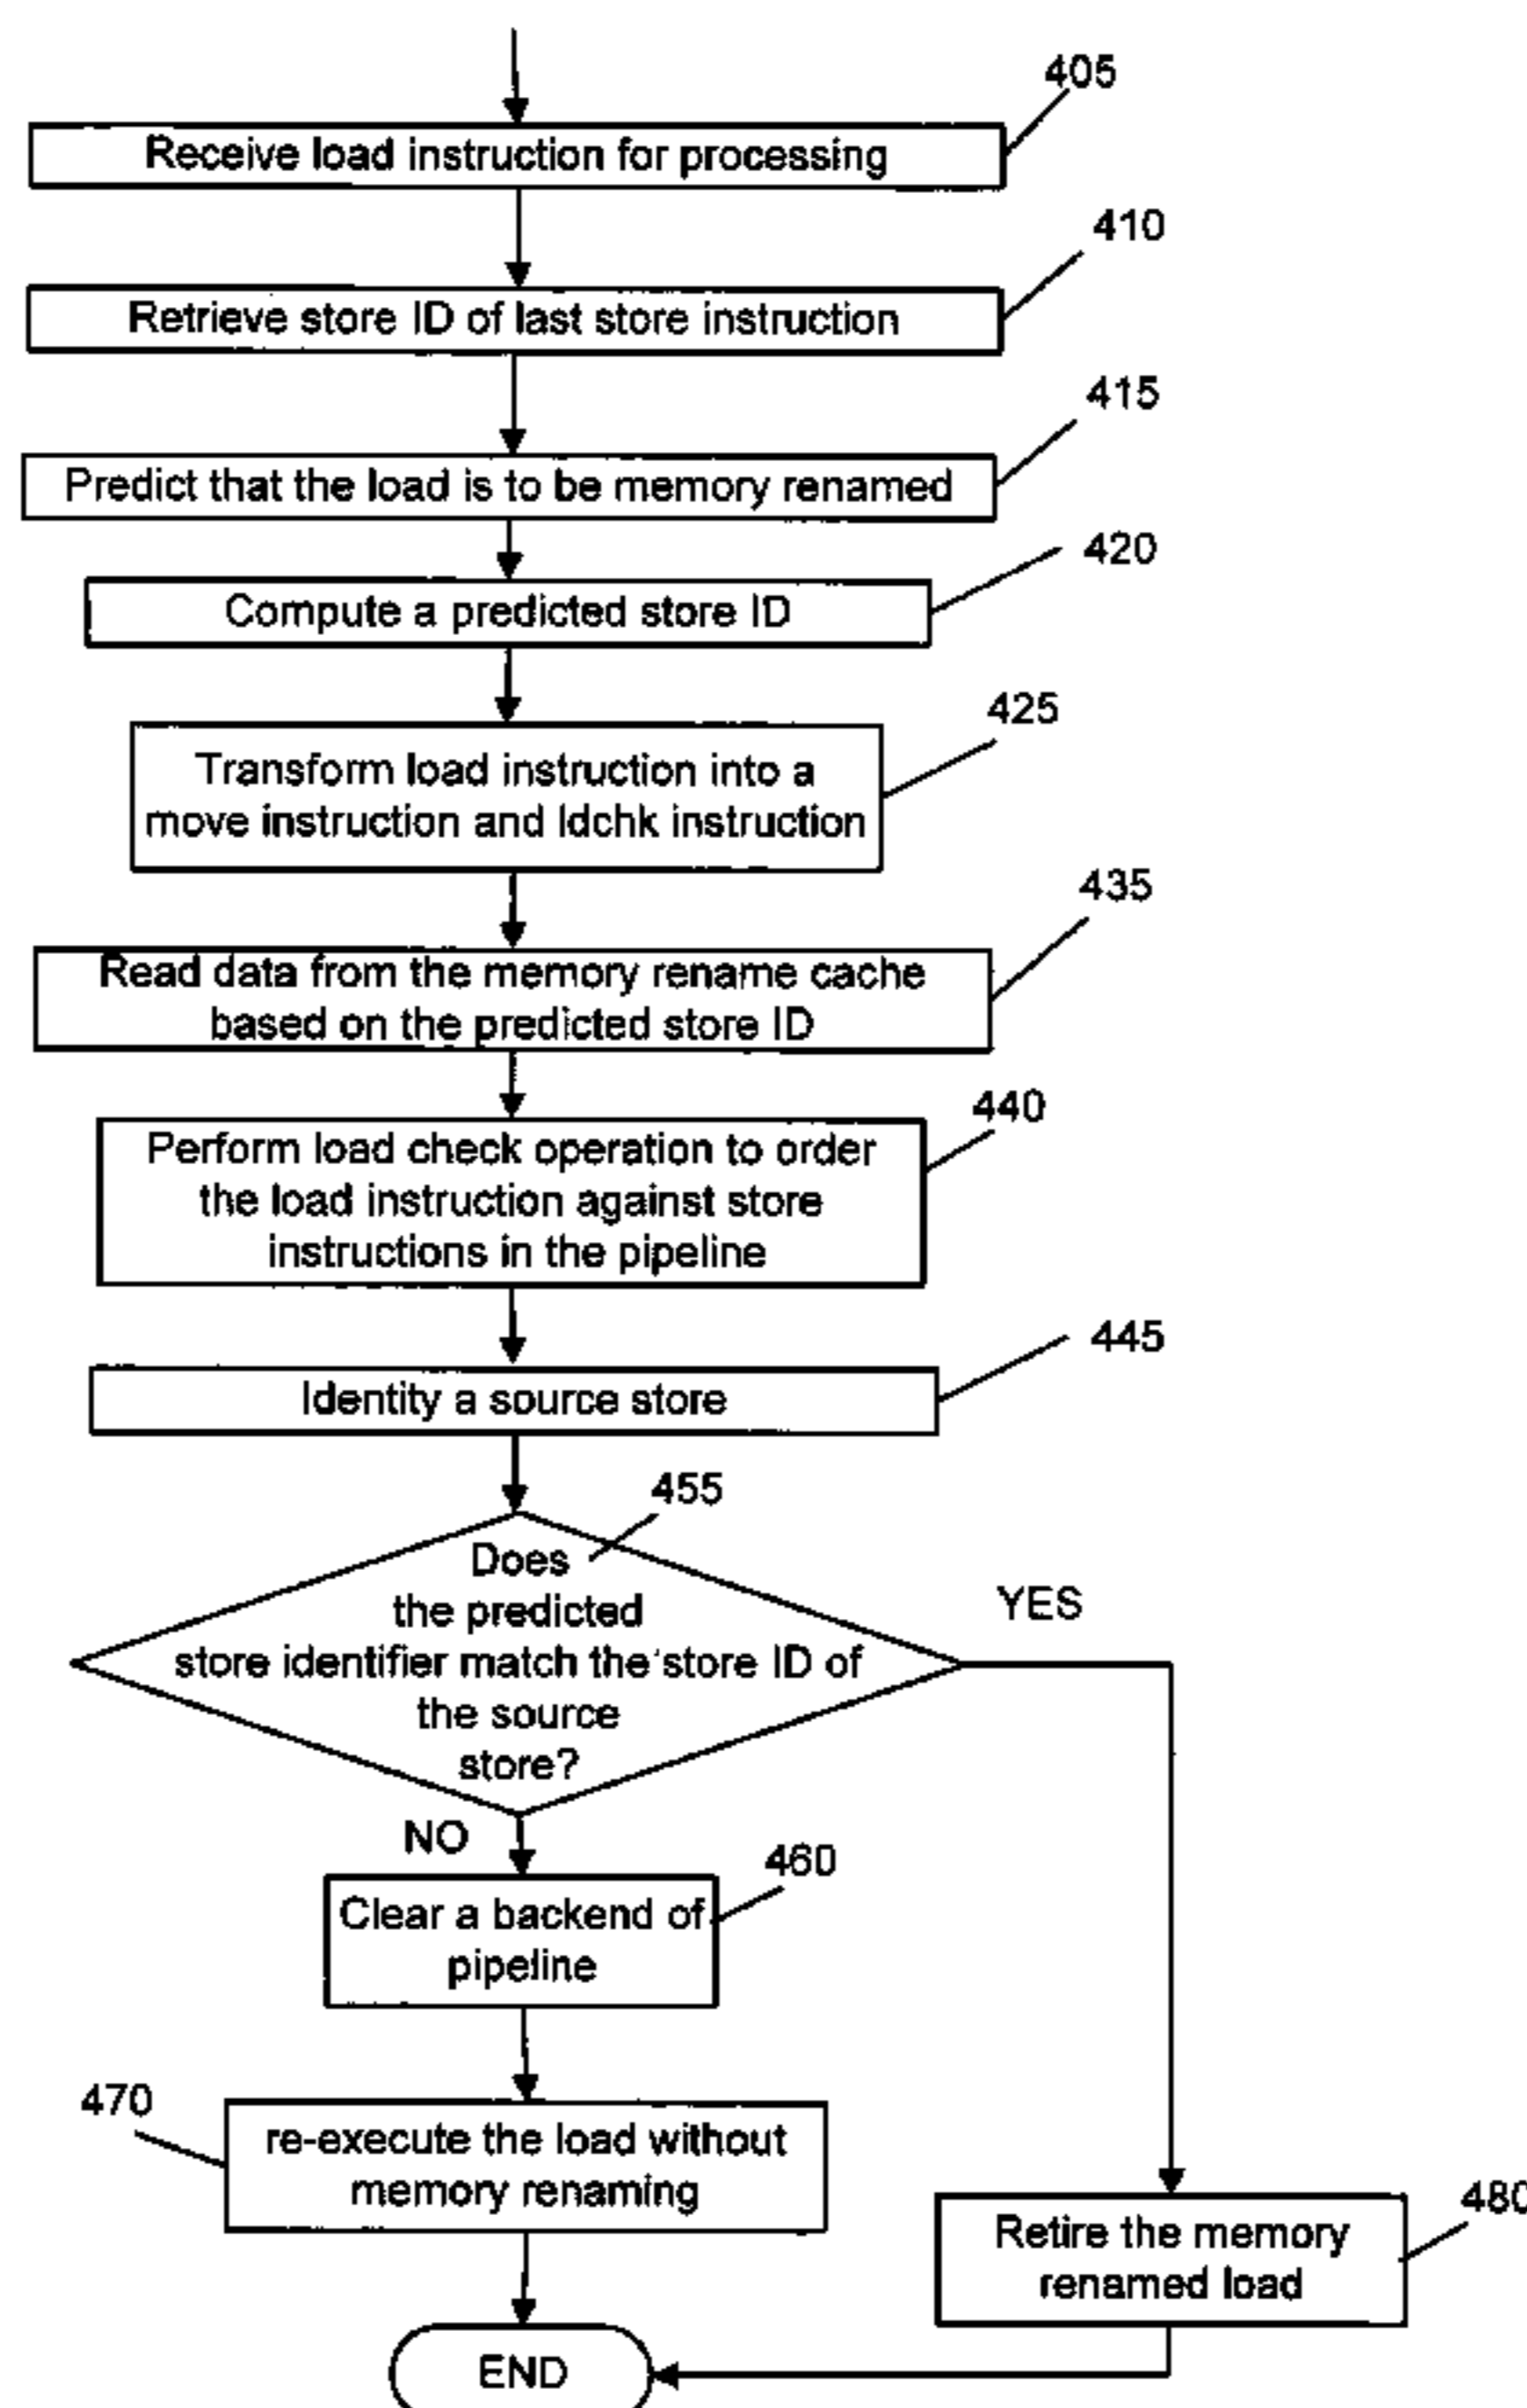 405
Receive load instruction for processing
410
Retrieve store ID of last store instruction
415
Predict that the load is to be memory renamed
420
Compute a predicted store ID
425
Transform load instruction into a
move instruction and ldchk instruction
435
Read data from the memory rename cache
based on the predicted store ID
440
Perform load check operation to order
the load instruction against store
instructions in the pipeline
445
Identity a source store
455
Does
the predicted
store identifier match the store ID of
the source
store?
YES
NO
460
Clear a backend of
pipeline
470
re-execute the load without
memory renaming
480
Retire the memory
renamed load
END